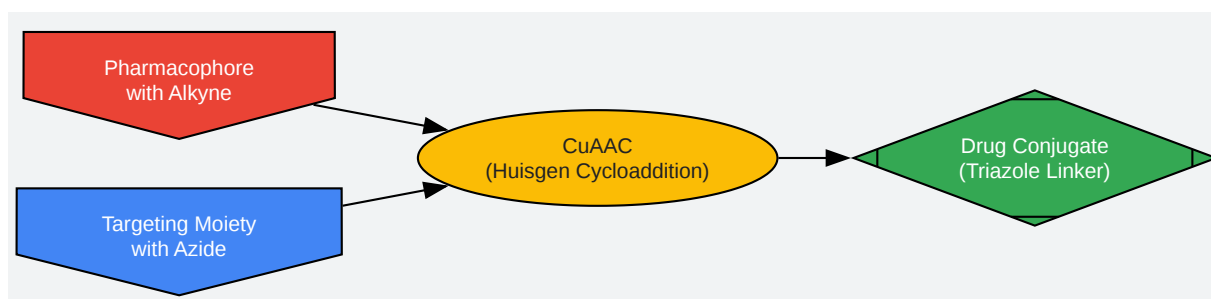 Pharmacophore
with Alkyne
Targeting Moiety
with Azide
CuAAC
(Huisgen Cycloaddition)
Drug Conjugate
(Triazole Linker)